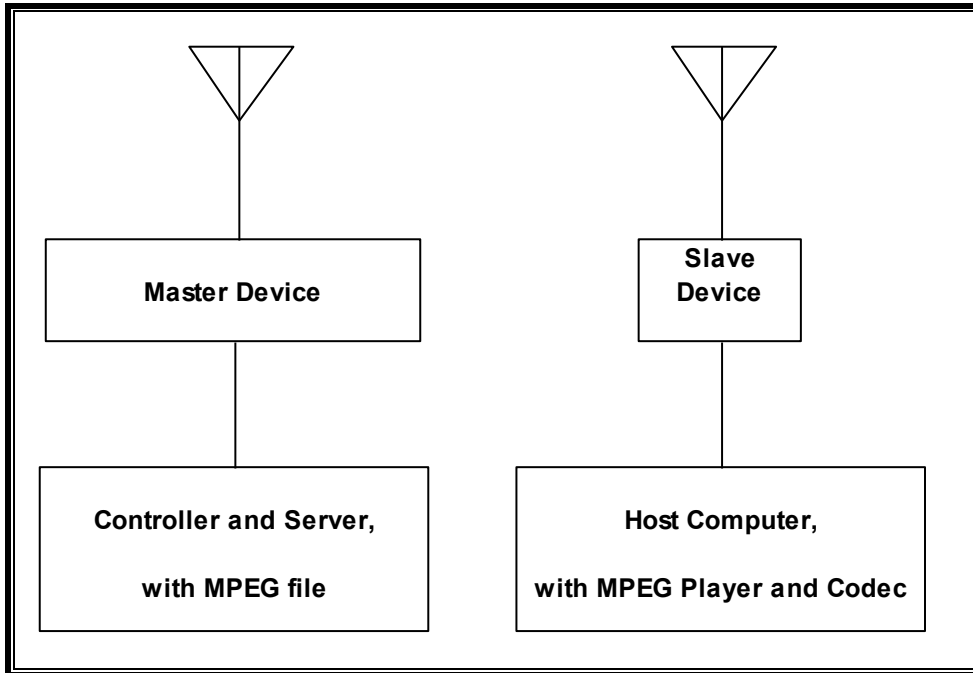 Master Device
Slave
Device
Controller and Server,
with MPEG file
Host Computer,
with MPEG Player and Codec